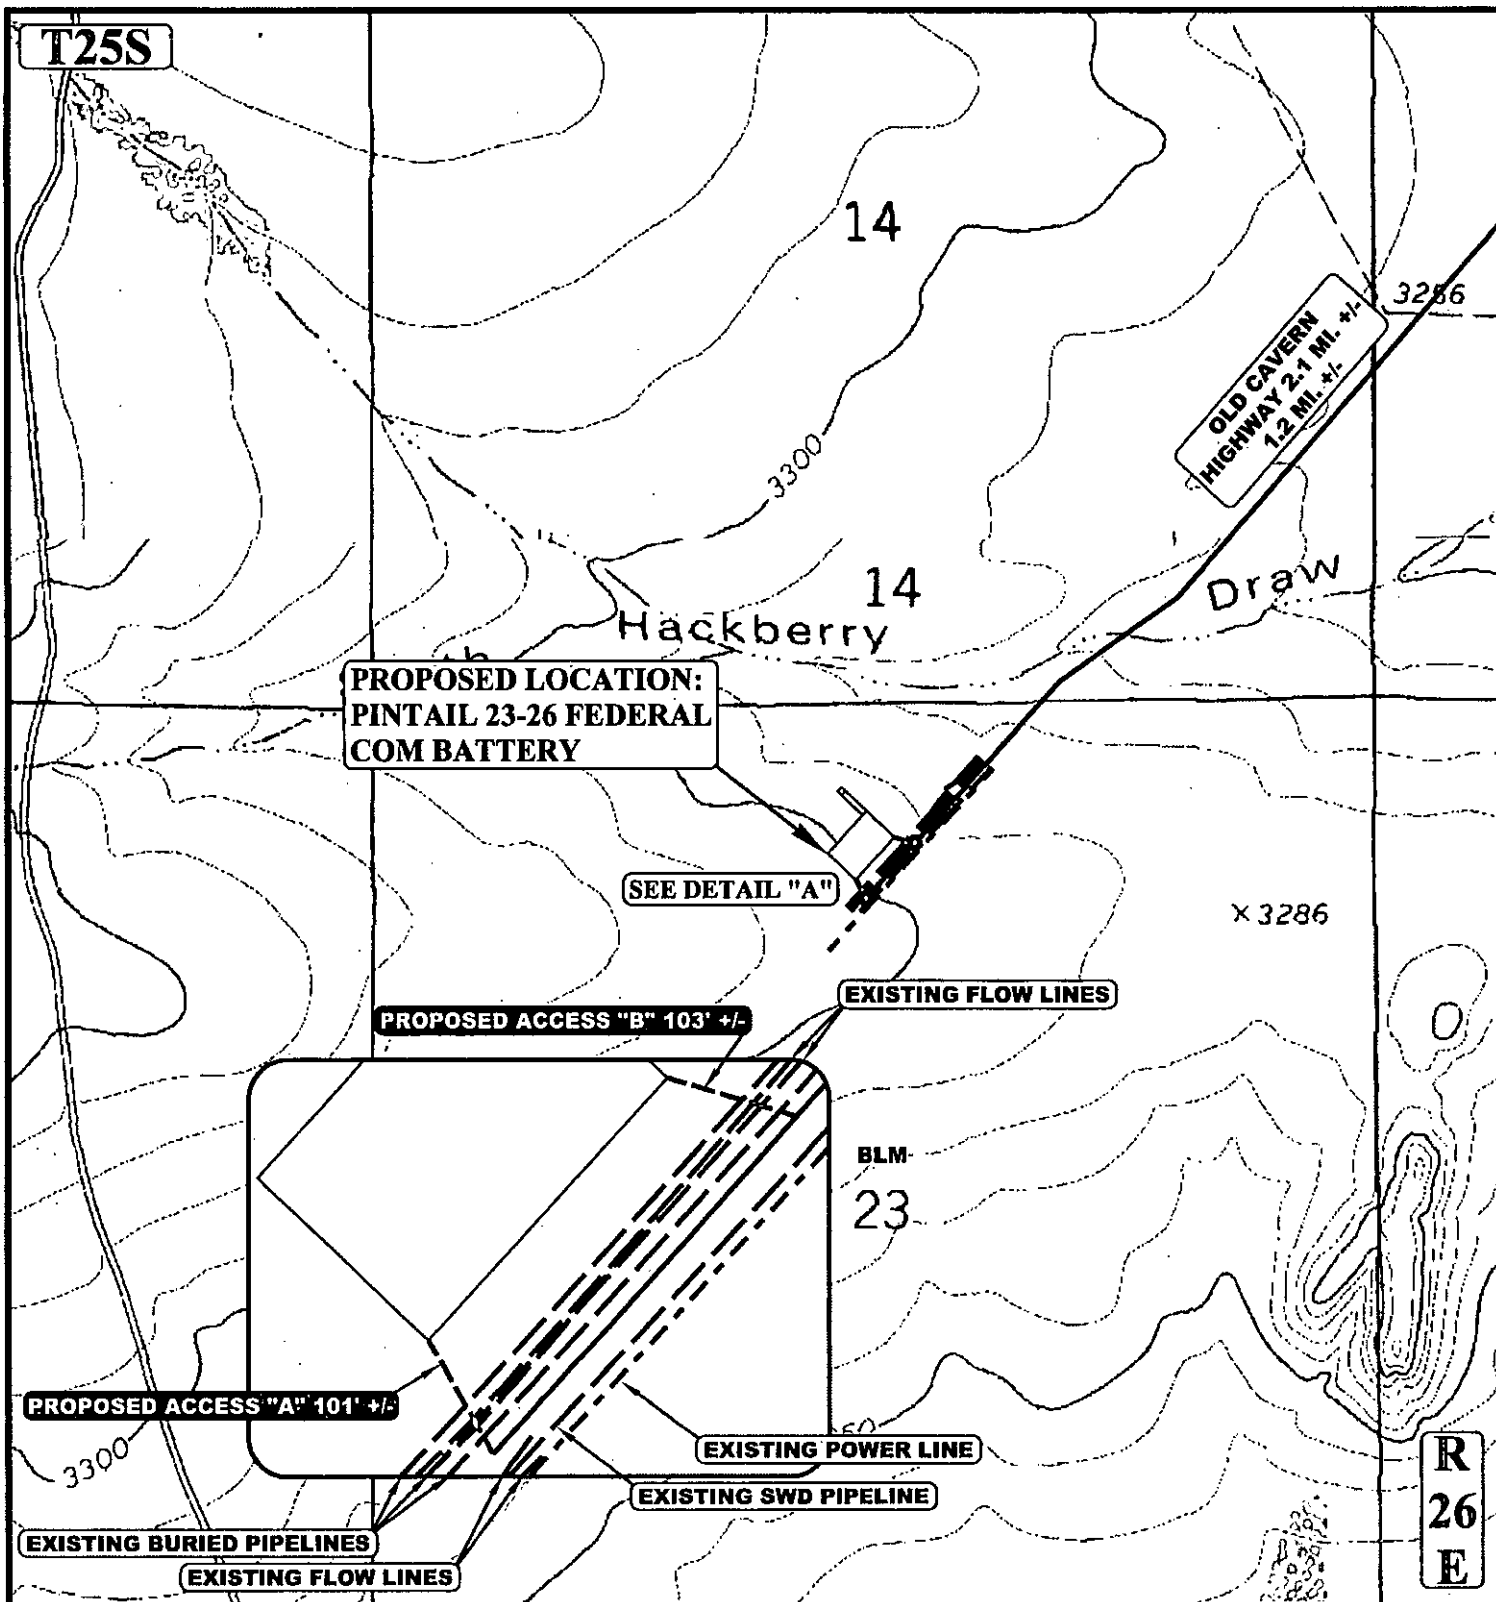 T25S
14
3286
OLD CAVERN
HIGHWAY 2.1 MI. +/-
1.2 MI. +/-
3300
14
Draw
Hackberry
PROPOSED LOCATION:
PINTAIL 23-26 FEDERAL
COM BATTERY
SEE DETAIL "A"
×3286
EXISTING FLOW LINES
PROPOSED ACCESS "B" 103' +/-
BLM
23
PROPOSED ACCESS "A" 101' +/-
3300
EXISTING POWER LINE
EXISTING SWD PIPELINE
EXISTING BURIED PIPELINES
EXISTING FLOW LINES
R
26
E